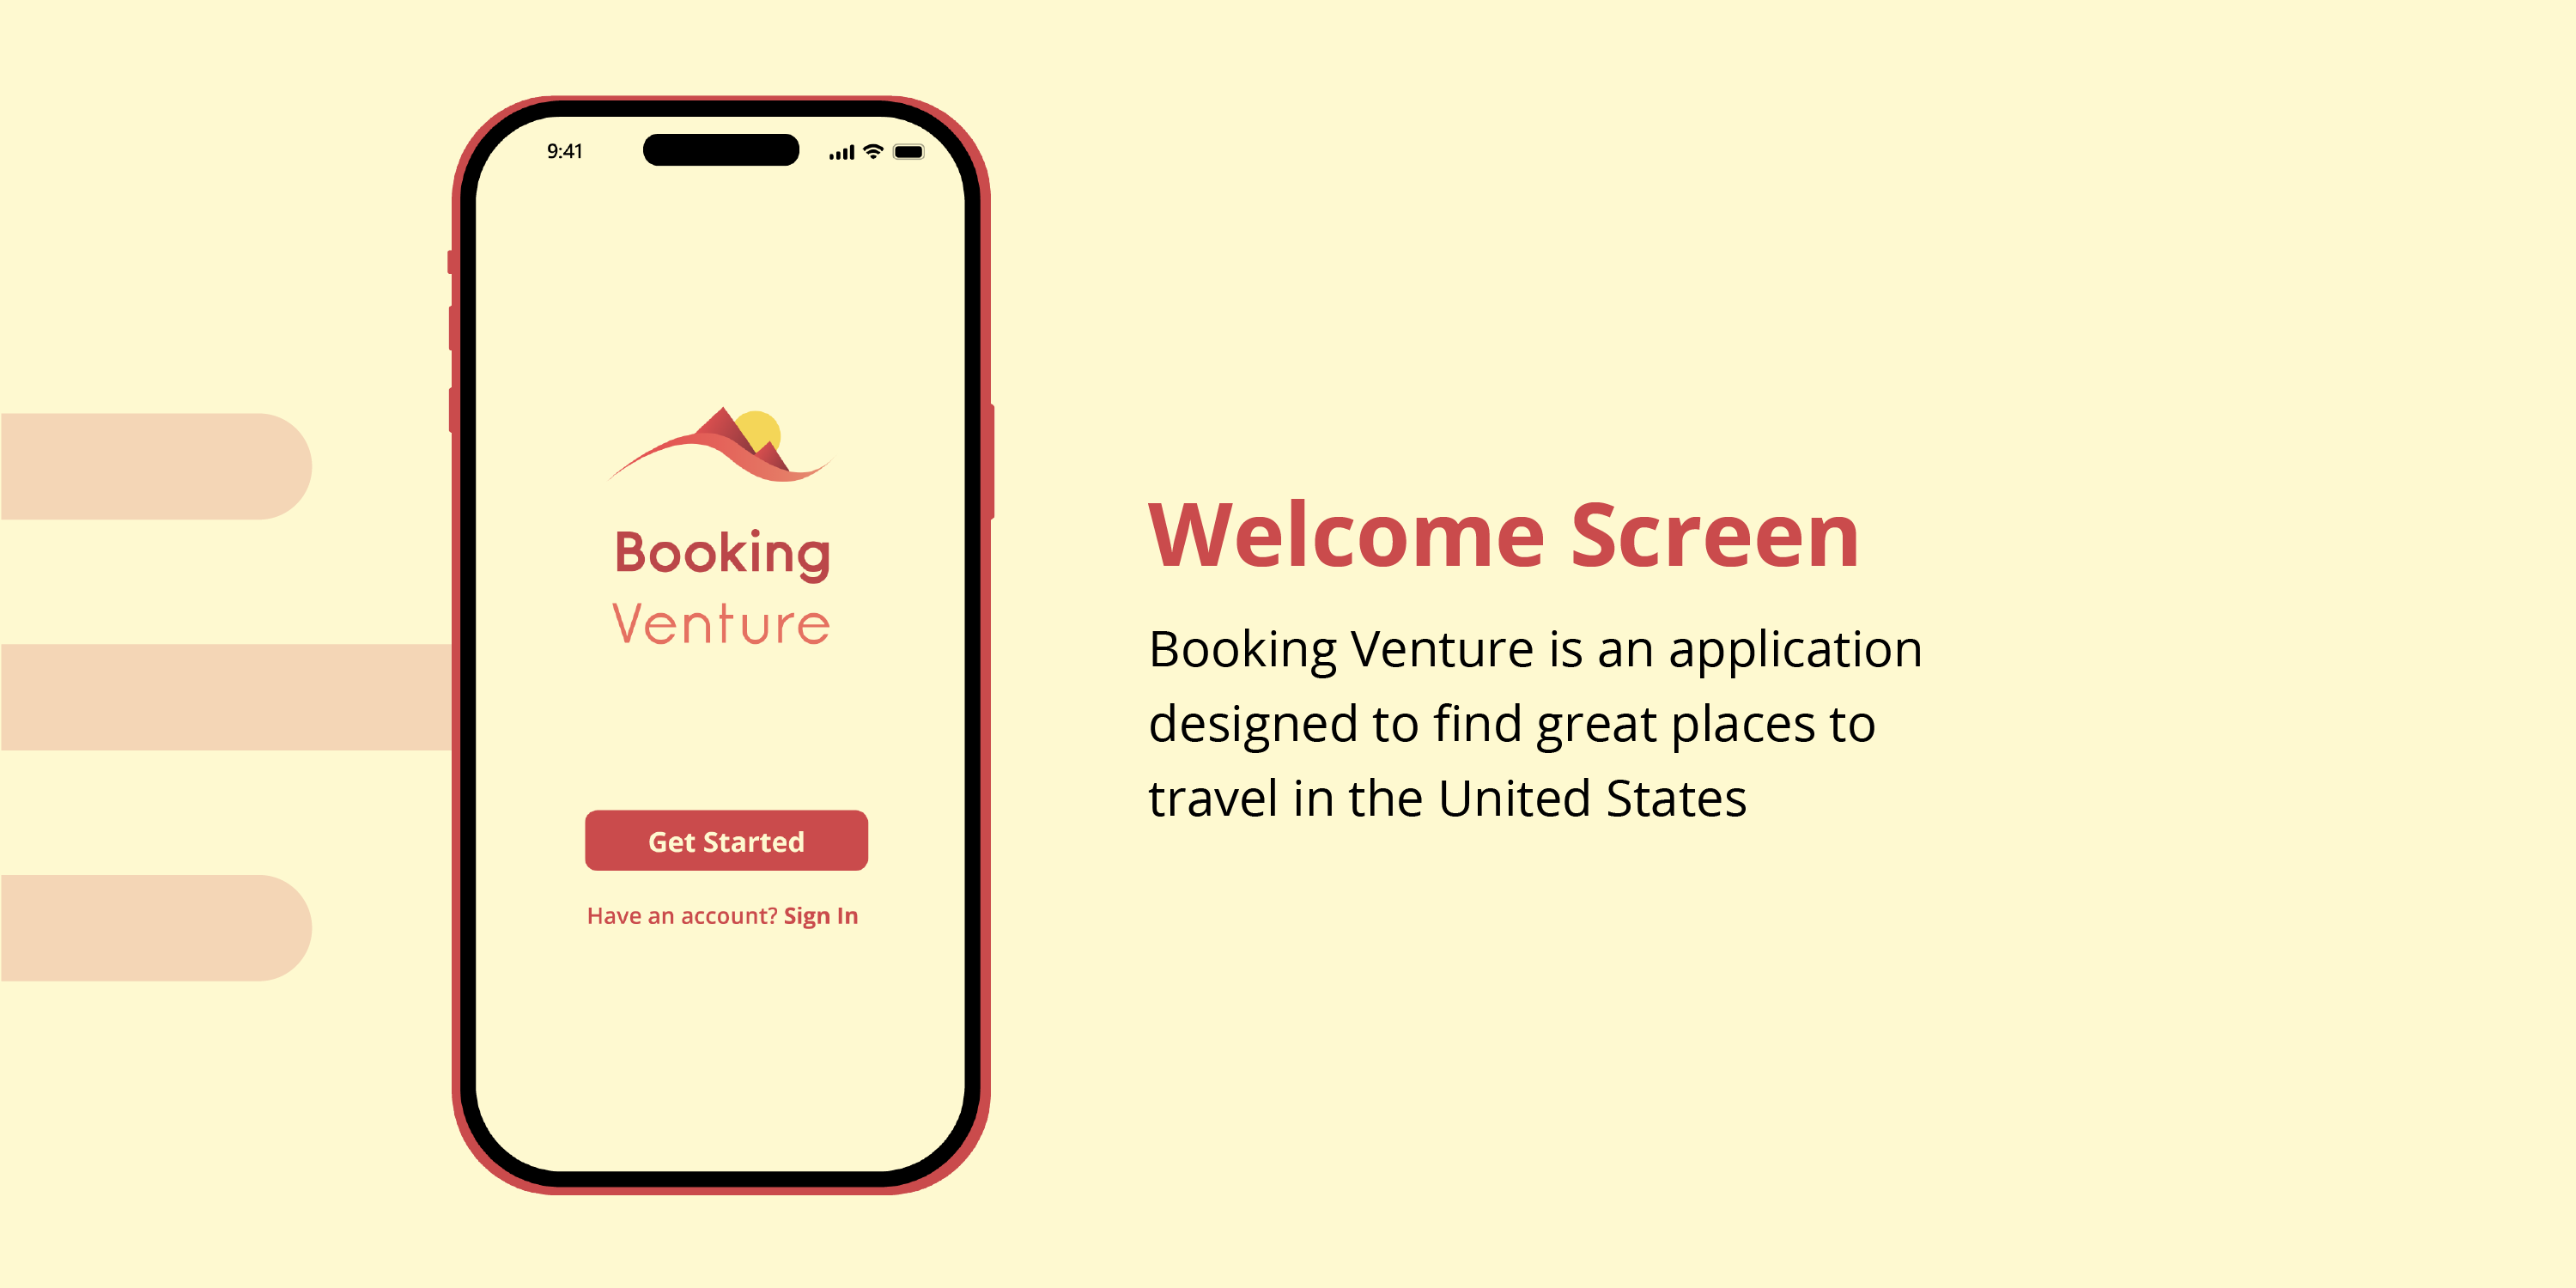 9:41
Booking
Venture
Get Started
Have an account? Sign In
Welcome Screen
Booking Venture is an application
designed to find great places to
travel in the United States